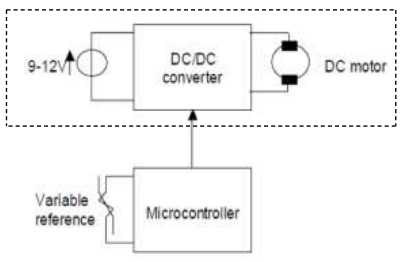 9-12V
DC/DC
converter
DC motor
Variable
reference
Microcontroller